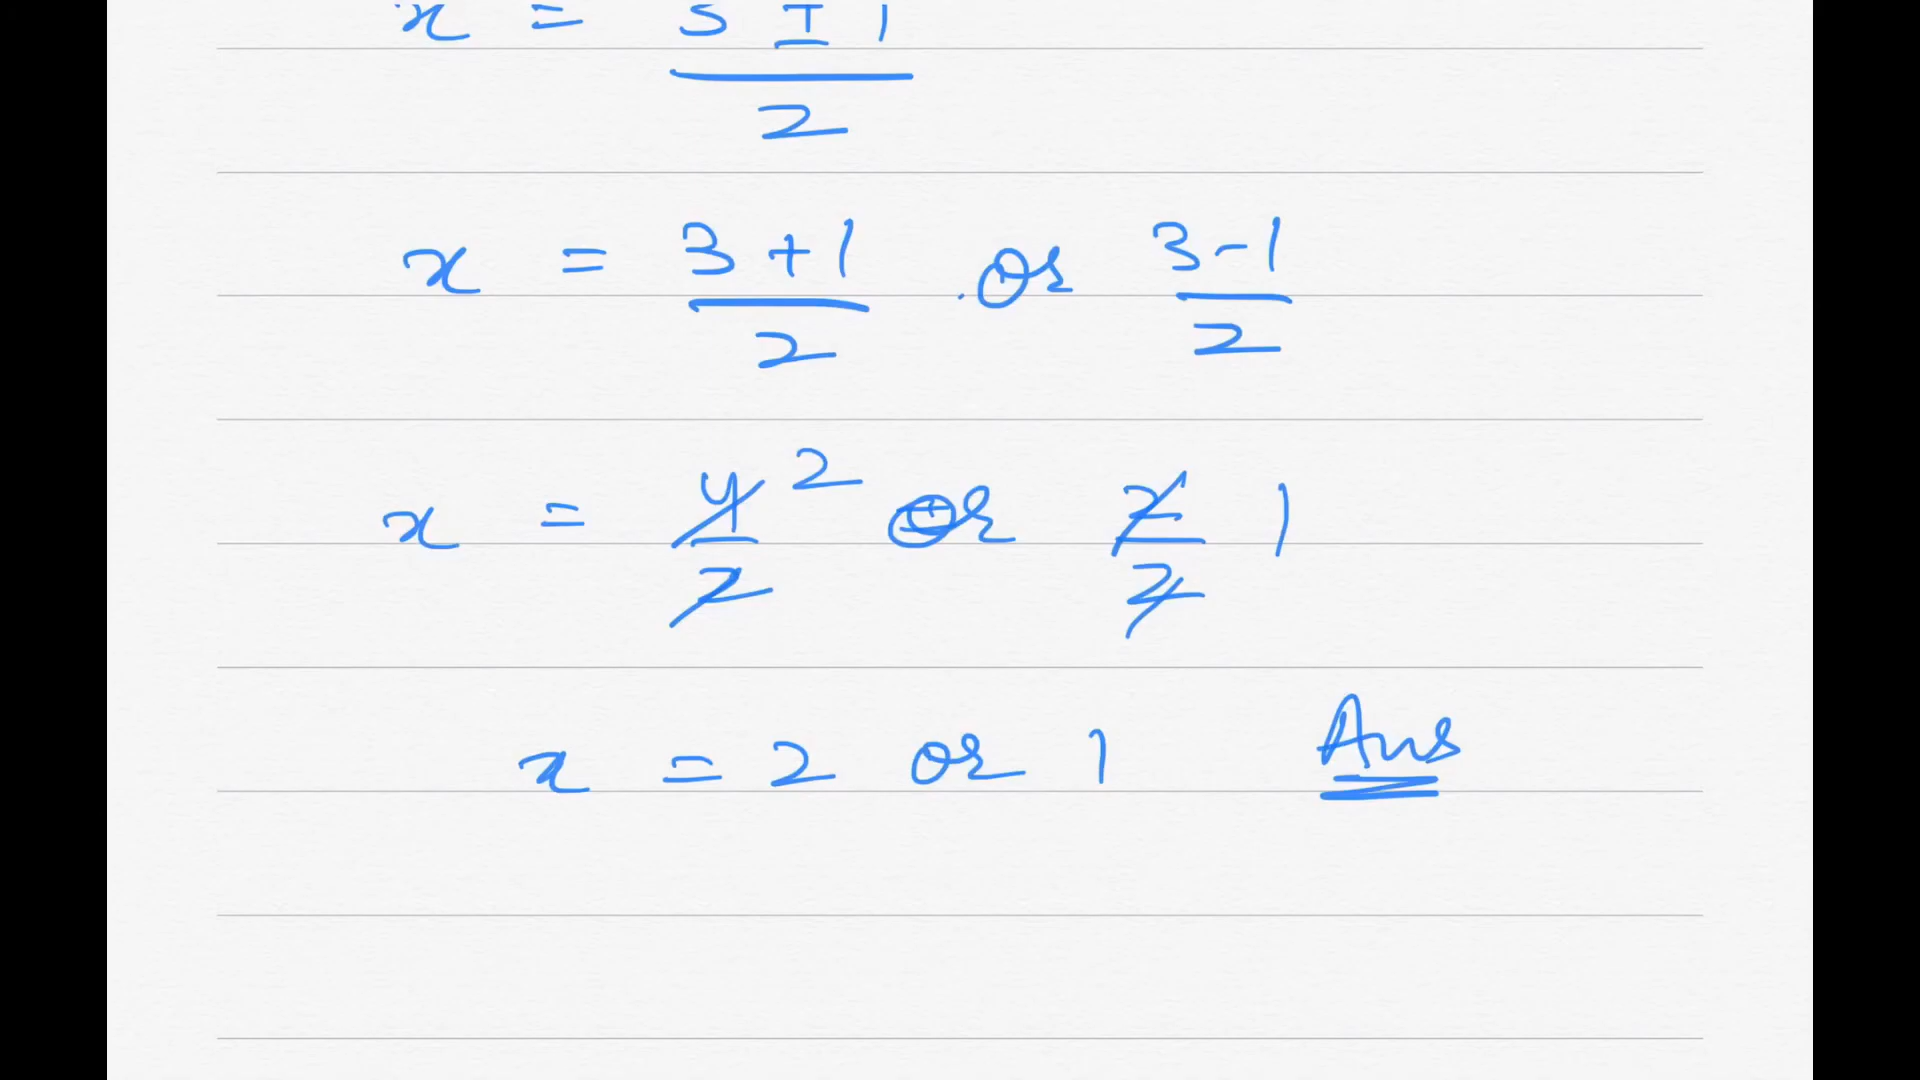 x = 3 ± 1 / 2
x = 3 + 1 / 2 or 3 - 1 / 2
x = 4 / 2 2 or 2 / 2 1
x = 2 or 1 Ans